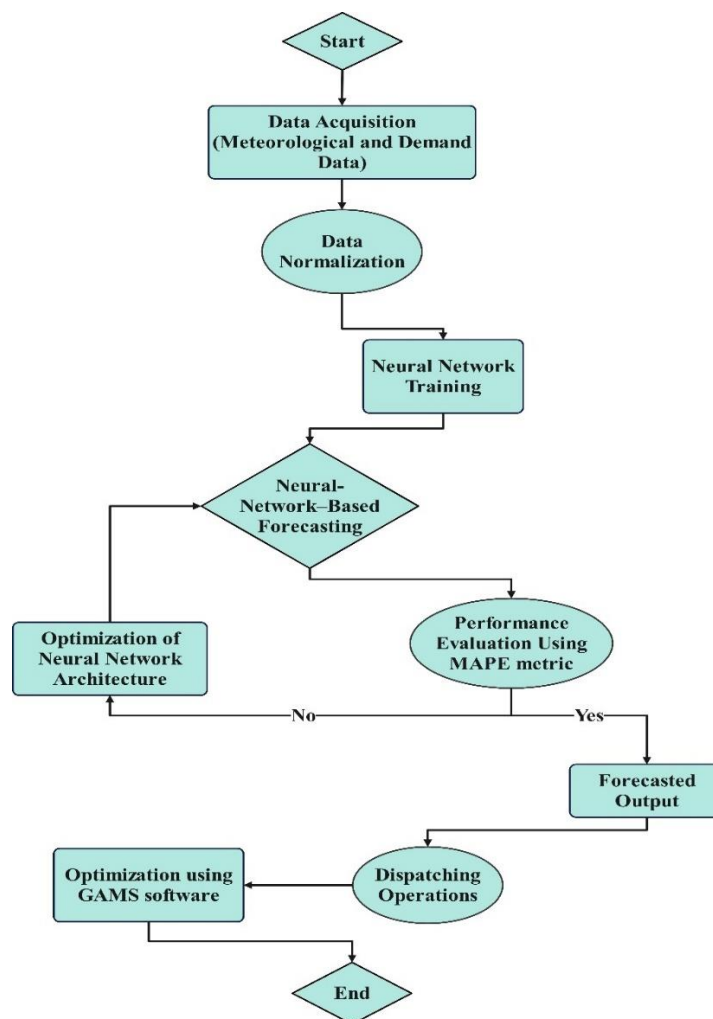 Start
Data Acquisition
(Meteorological and Demand
Data)
Data
Normalization
Neural Network
Training
Neural-
Network–Based
Forecasting
Performance
Evaluation Using
MAPE metric
Optimization of
Neural Network
Architecture
No
Yes
Forecasted
Output
Dispatching
Operations
Optimization using
GAMS software
End